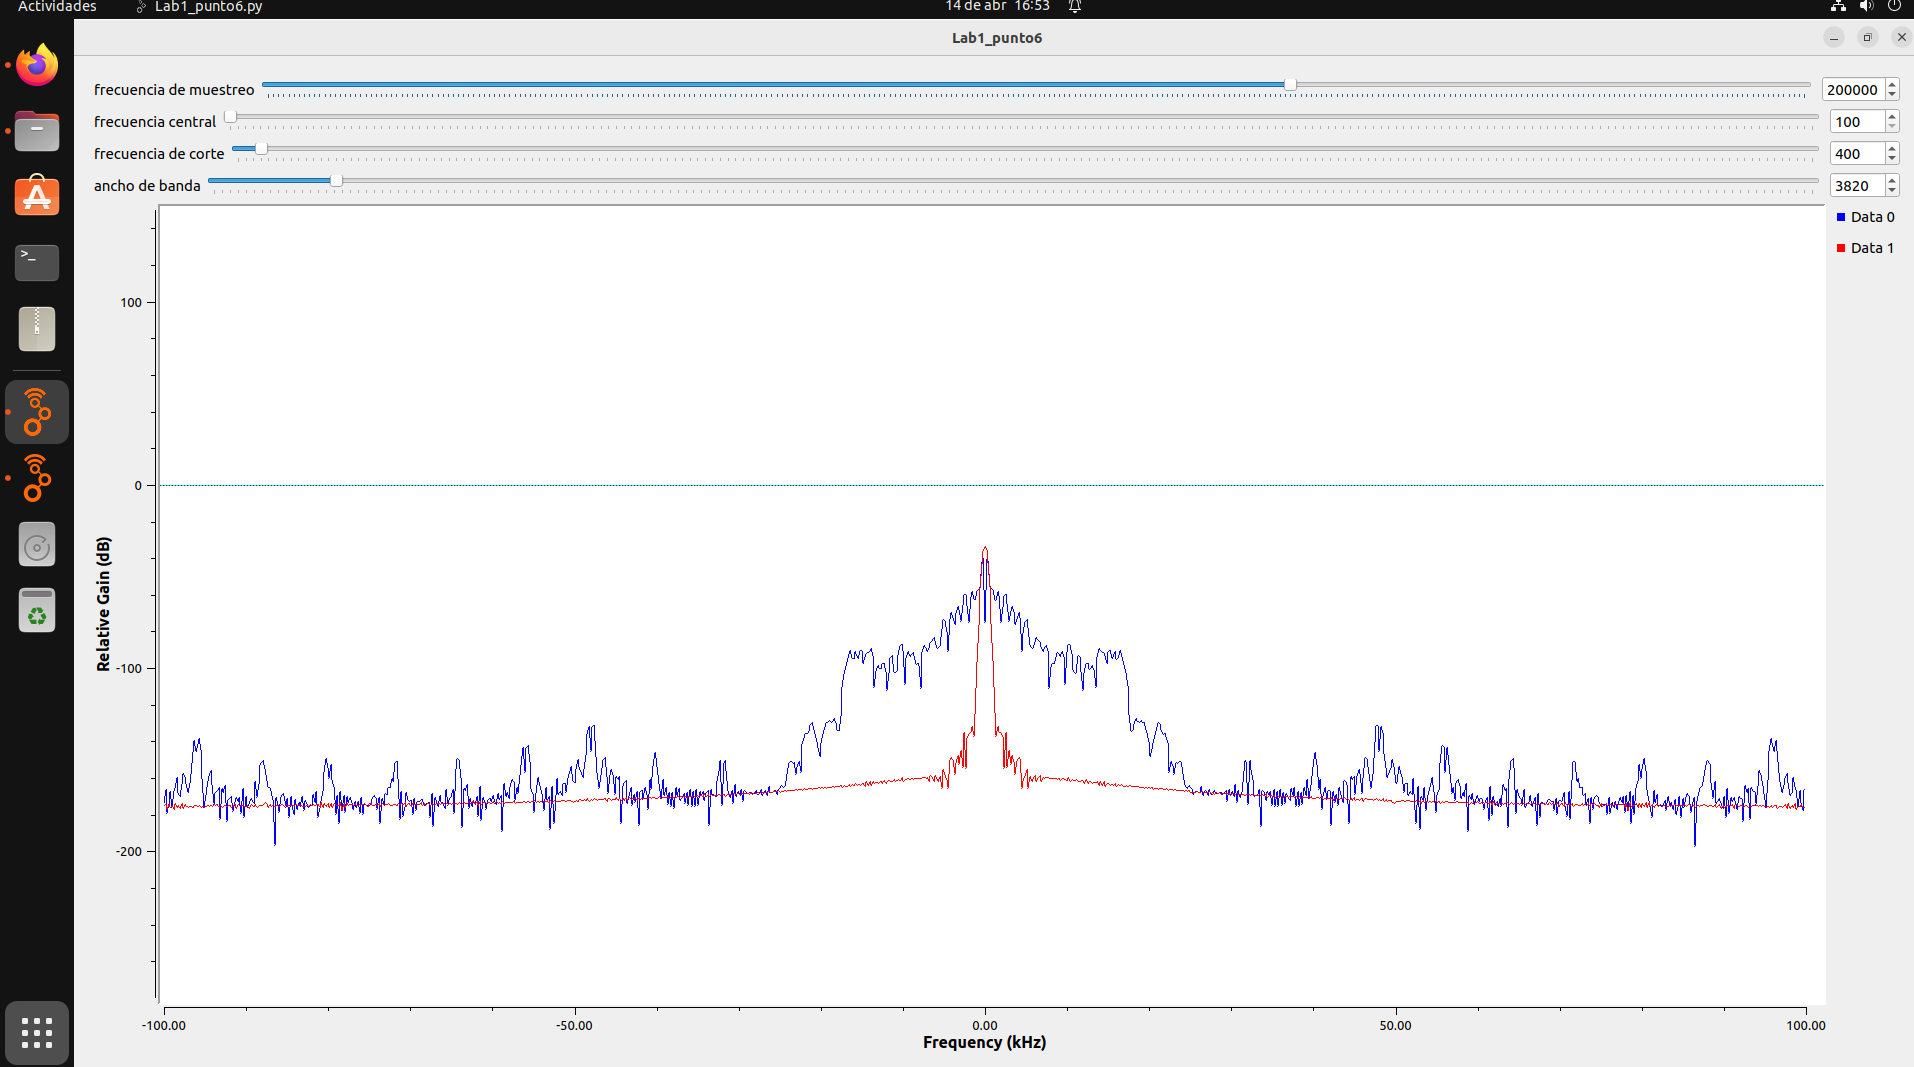 Actividades Lab1_punto6.py 14 de abr 16:53
Lab1_punto6
frecuencia de muestreo 200000
frecuencia central 100
frecuencia de corte 400
ancho de banda 3820
Data 0
Data 1
100
0
-100
-200
Relative Gain (dB)
-100.00 -50.00 0.00 50.00 100.00
Frequency (kHz)